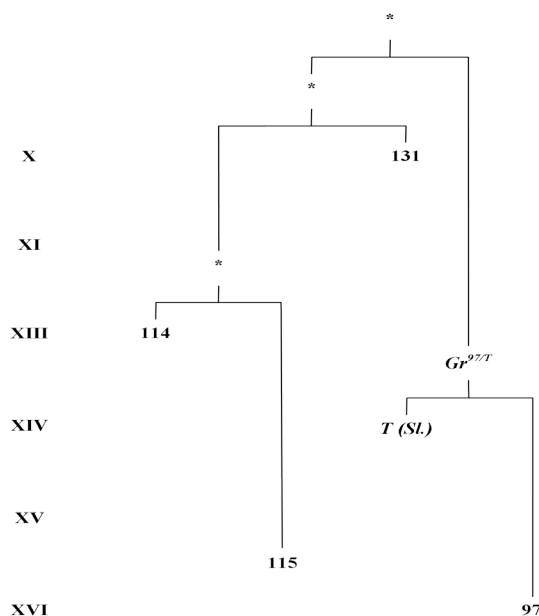 *
*
X 131
XI
*
XIII 114
Gr97/T
XIV T (Sl.)
XV
115
XVI 97